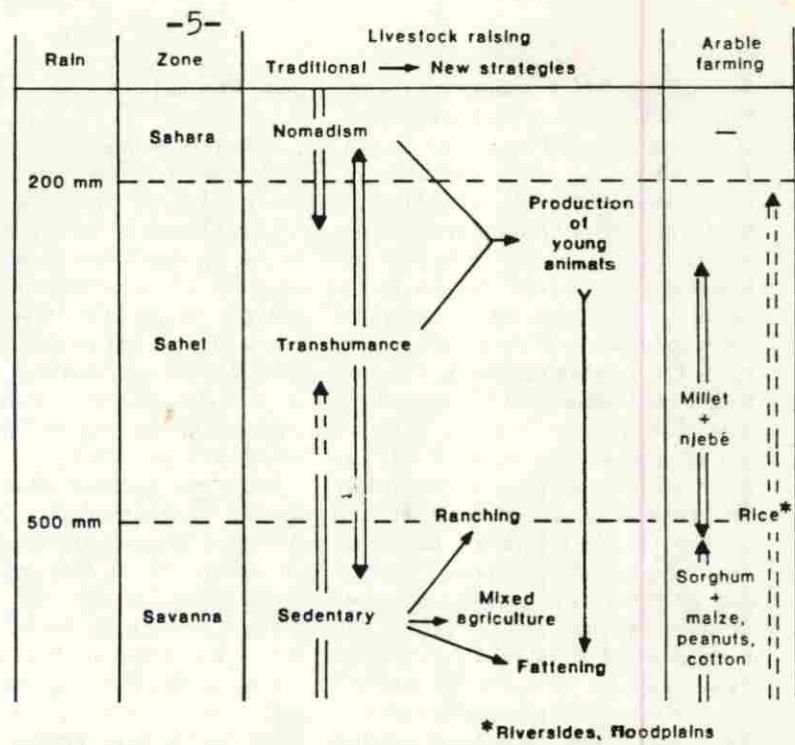 -5-
Livestock raising
Arable
Rain Zone Traditional New strategies farming
Sahara Nomadism —
200 mm
Production
of
young
animals
Sahel Transhumance
Millet
+
njebé
500 mm Ranching Rice*
Savanna Sedentary Mixed
agriculture
Sorghum
+
maize,
peanuts,
cotton
Fattening
*Riversides, floodplains